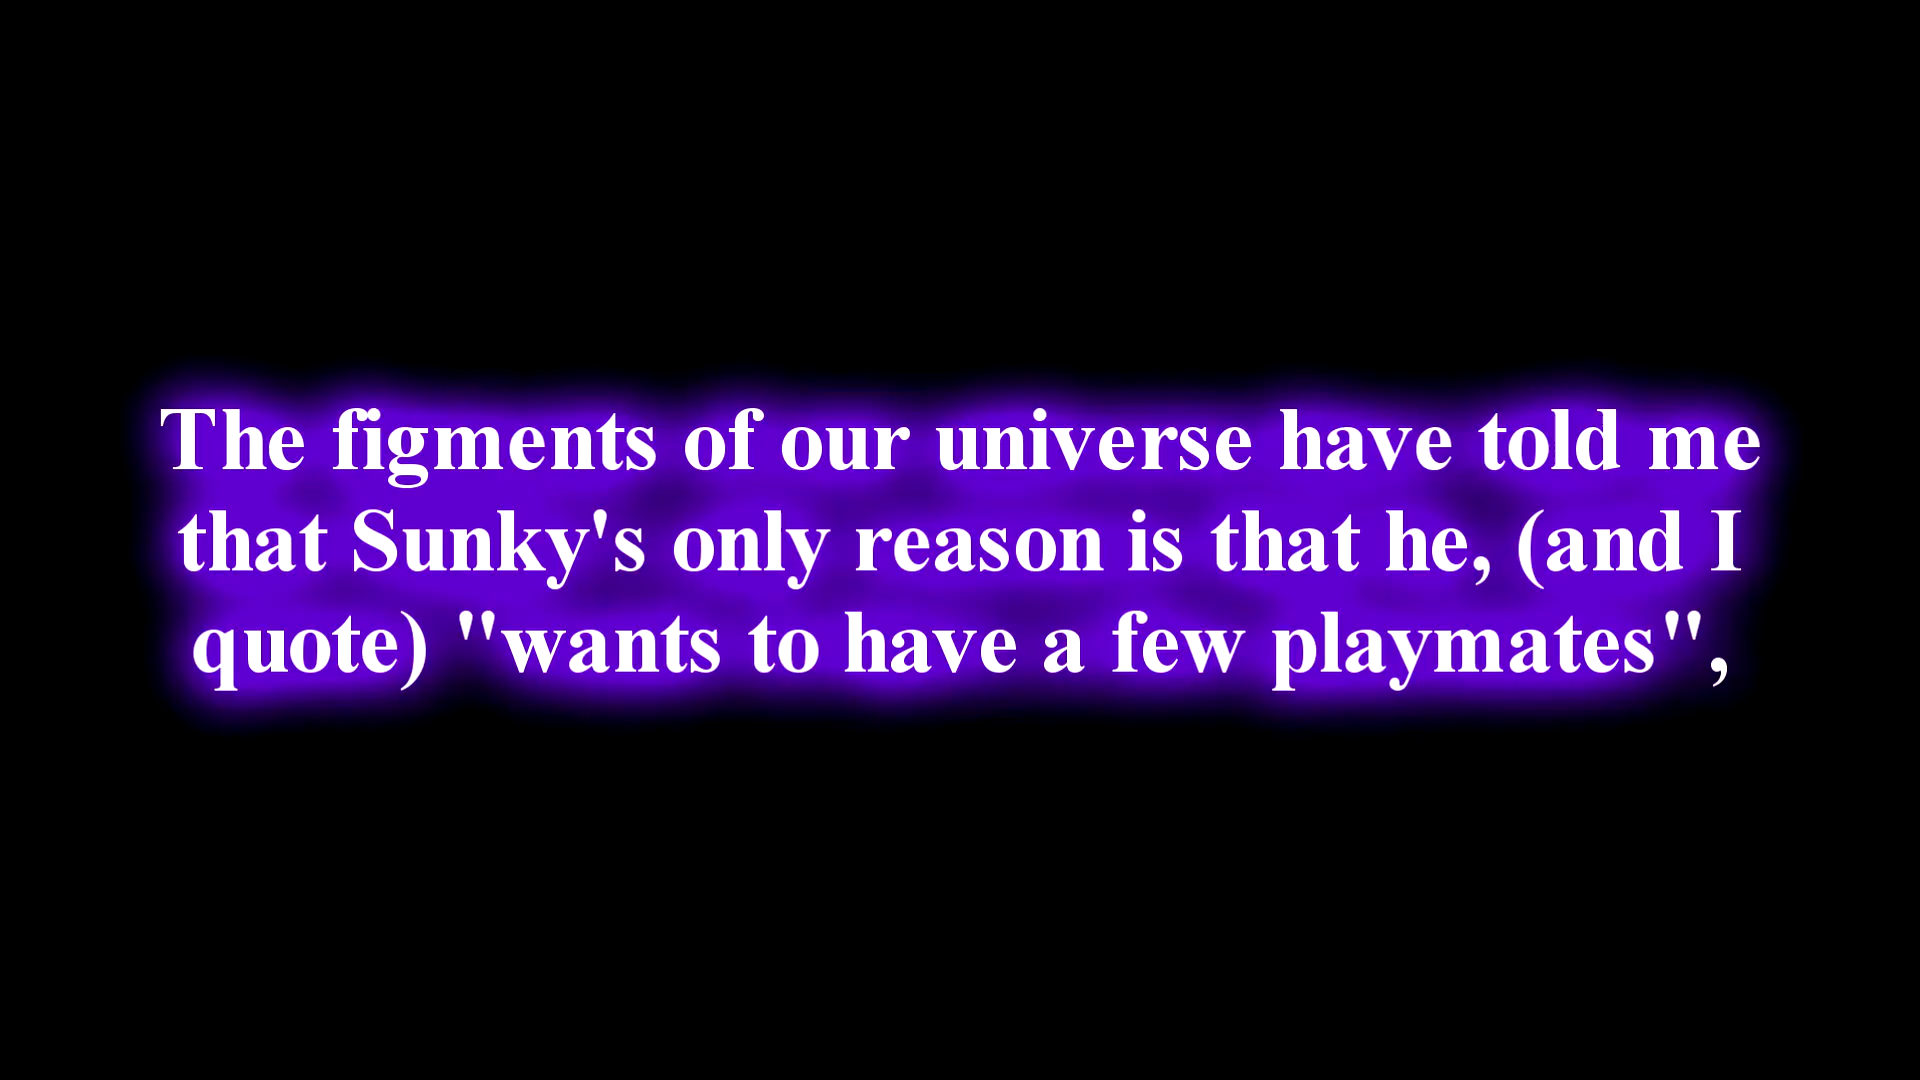 The figments of our universe have told me
that Sunky's only reason is that he, (and I
quote) "wants to have a few playmates",